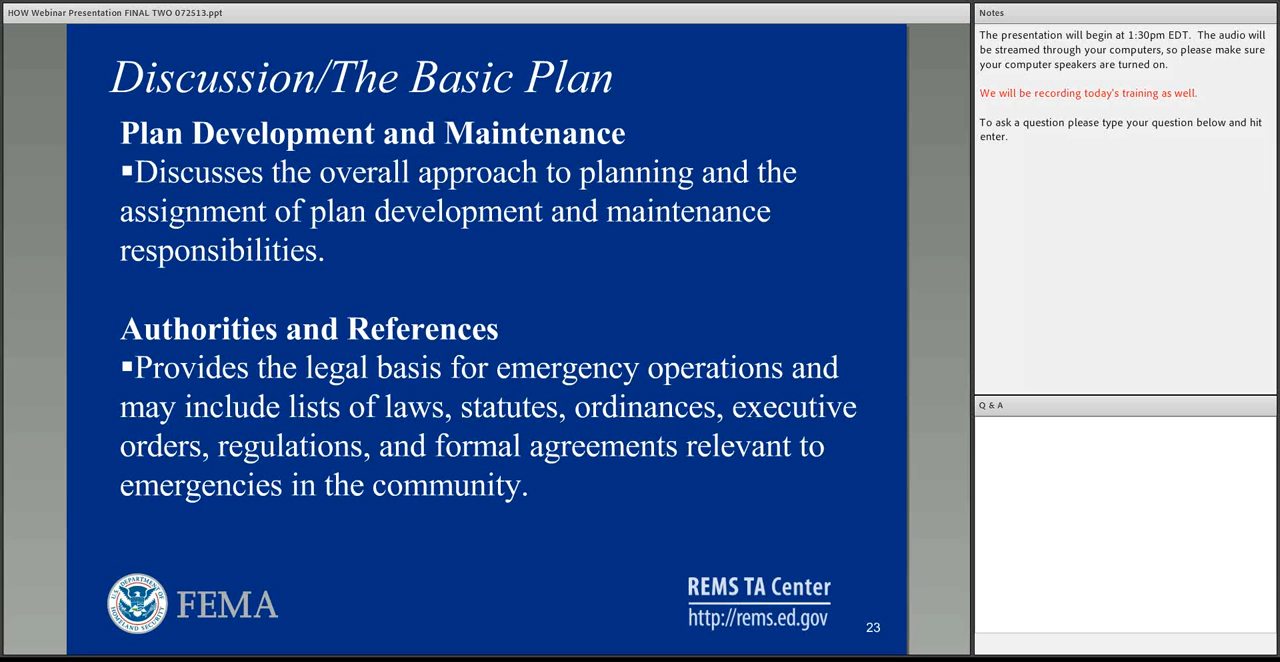 HOW Webinar Presentation FINAL TWO 072513.ppt
Discussion/The Basic Plan
Plan Development and Maintenance
▪Discusses the overall approach to planning and the
assignment of plan development and maintenance
responsibilities.
Authorities and References
▪Provides the legal basis for emergency operations and
may include lists of laws, statutes, ordinances, executive
orders, regulations, and formal agreements relevant to
emergencies in the community.
U.S. DEPARTMENT OF HOMELAND SECURITY
FEMA
REMS TA Center
http://rems.ed.gov
23
Notes
The presentation will begin at 1:30pm EDT.  The audio will
be streamed through your computers, so please make sure
your computer speakers are turned on.
We will be recording today's training as well.
To ask a question please type your question below and hit
enter.
Q & A